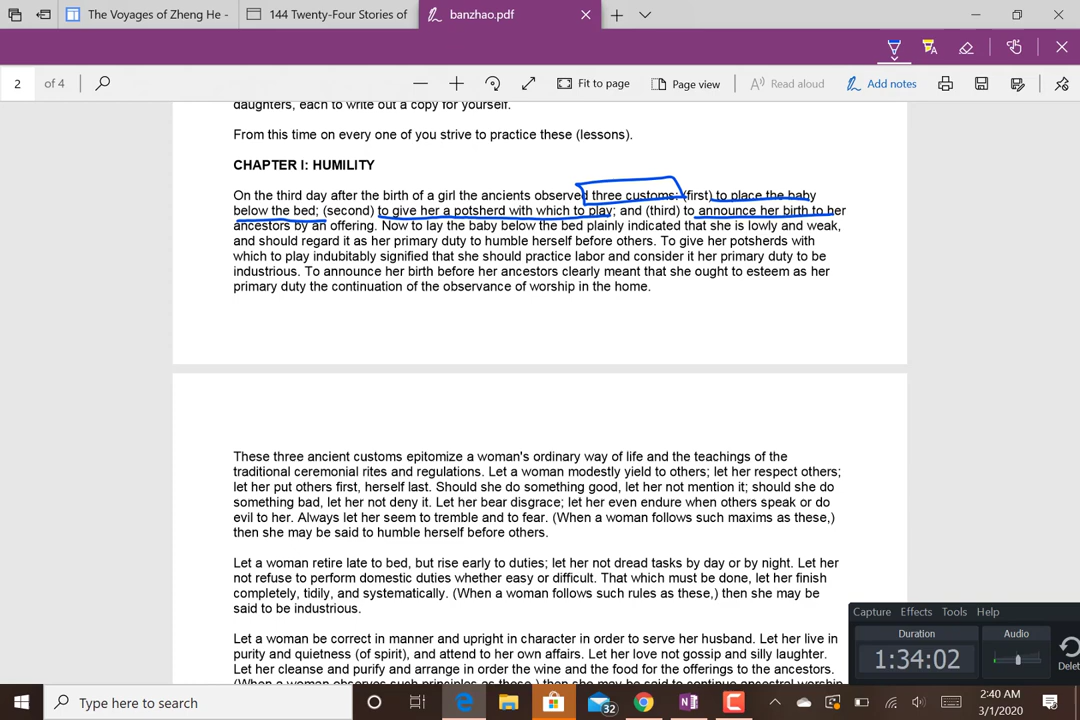 The Voyages of Zheng He -
144 Twenty-Four Stories of
banzhao.pdf
2 of 4
Fit to page
Page view
Read aloud
Add notes
daughters, each to write out a copy for yourself.
From this time on every one of you strive to practice these (lessons).
CHAPTER I: HUMILITY
On the third day after the birth of a girl the ancients observed three customs: (first) to place the baby
below the bed; (second) to give her a potsherd with which to play; and (third) to announce her birth to her
ancestors by an offering. Now to lay the baby below the bed plainly indicated that she is lowly and weak,
and should regard it as her primary duty to humble herself before others. To give her potsherds with
which to play indubitably signified that she should practice labor and consider it her primary duty to be
industrious. To announce her birth before her ancestors clearly meant that she ought to esteem as her
primary duty the continuation of the observance of worship in the home.
These three ancient customs epitomize a woman's ordinary way of life and the teachings of the
traditional ceremonial rites and regulations. Let a woman modestly yield to others; let her respect others;
let her put others first, herself last. Should she do something good, let her not mention it; should she do
something bad, let her not deny it. Let her bear disgrace; let her even endure when others speak or do
evil to her. Always let her seem to tremble and to fear. (When a woman follows such maxims as these,)
then she may be said to humble herself before others.
Let a woman retire late to bed, but rise early to duties; let her not dread tasks by day or by night. Let her
not refuse to perform domestic duties whether easy or difficult. That which must be done, let her finish
completely, tidily, and systematically. (When a woman follows such rules as these,) then she may be
said to be industrious.
Let a woman be correct in manner and upright in character in order to serve her husband. Let her live in
purity and quietness (of spirit), and attend to her own affairs. Let her love not gossip and silly laughter.
Let her cleanse and purify and arrange in order the wine and the food for the offerings to the ancestors.
(When a woman observes such principles as these,) then she may be said to continue ancestral worship
Capture Effects Tools Help
Duration
Audio
1:34:02
Delet
Type here to search
32
2:40 AM
3/1/2020